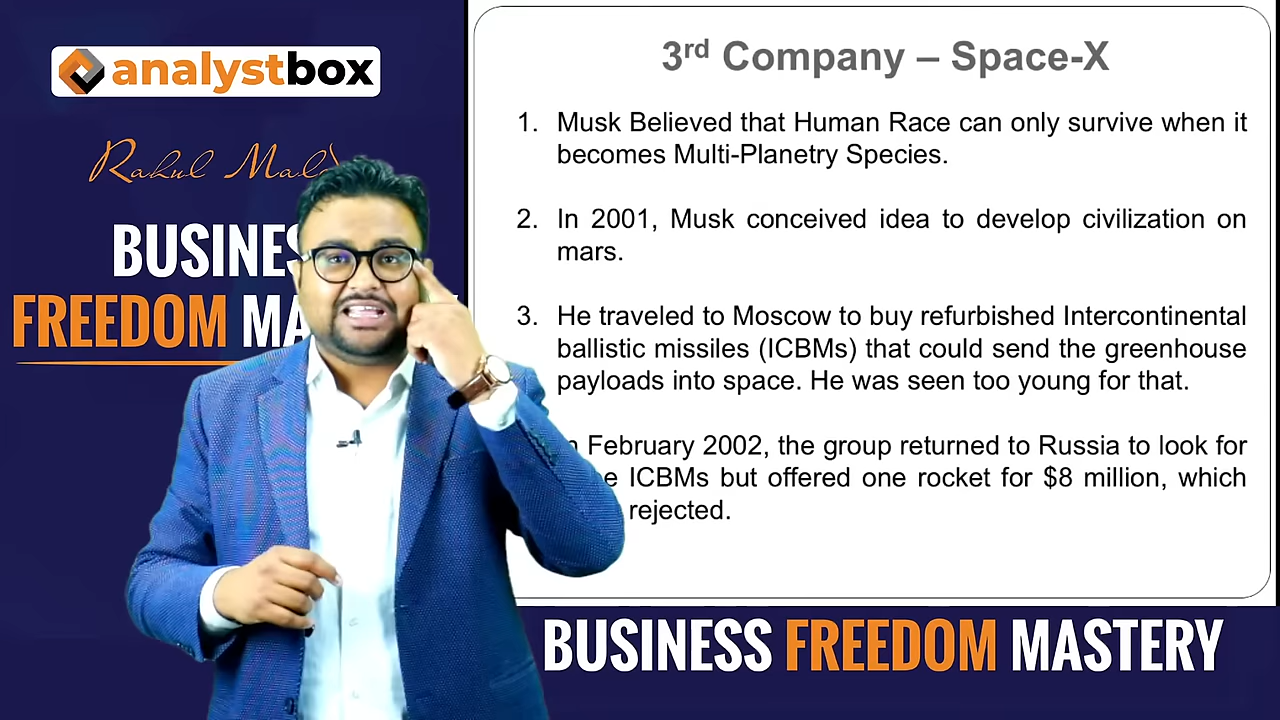 analystbox
Rahul
BUSINESS
FREEDOM
3rd Company – Space-X
1. Musk Believed that Human Race can only survive when it
becomes Multi-Planetry Species.
2. In 2001, Musk conceived idea to develop civilization on
mars.
3. He traveled to Moscow to buy refurbished Intercontinental
ballistic missiles (ICBMs) that could send the greenhouse
payloads into space. He was seen too young for that.
February 2002, the group returned to Russia to look for
ICBMs but offered one rocket for $8 million, which
rejected.
BUSINESS FREEDOM MASTERY